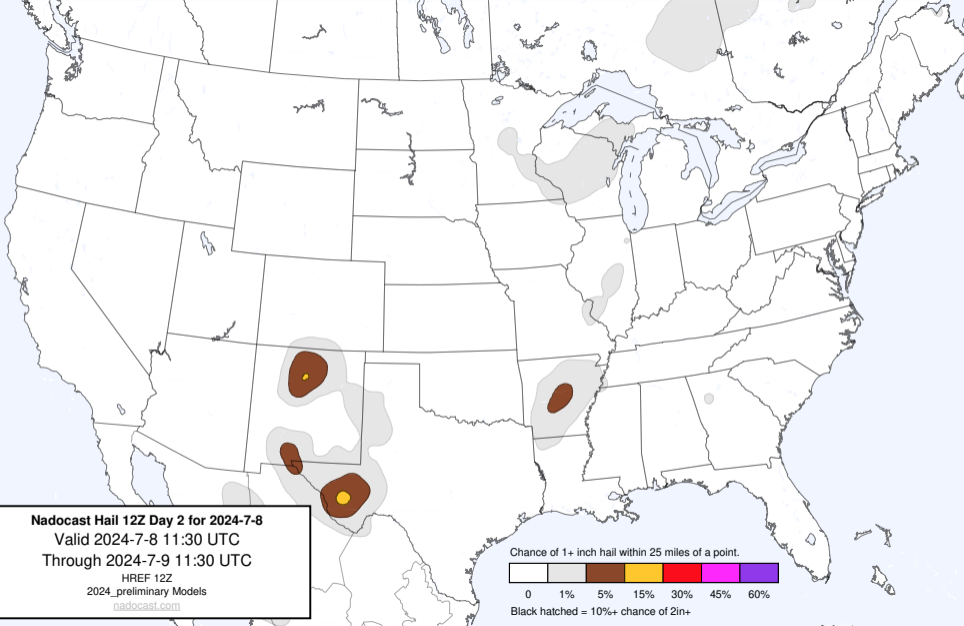 Nadocast Hail 12Z Day 2 for 2024-7-8
Valid 2024-7-8 11:30 UTC
Through 2024-7-9 11:30 UTC
HREF 12Z
2024_preliminary Models
nadocast.com
Chance of 1+ inch hail within 25 miles of a point.
0 1% 5% 15% 30% 45% 60%
Black hatched = 10%+ chance of 2in+